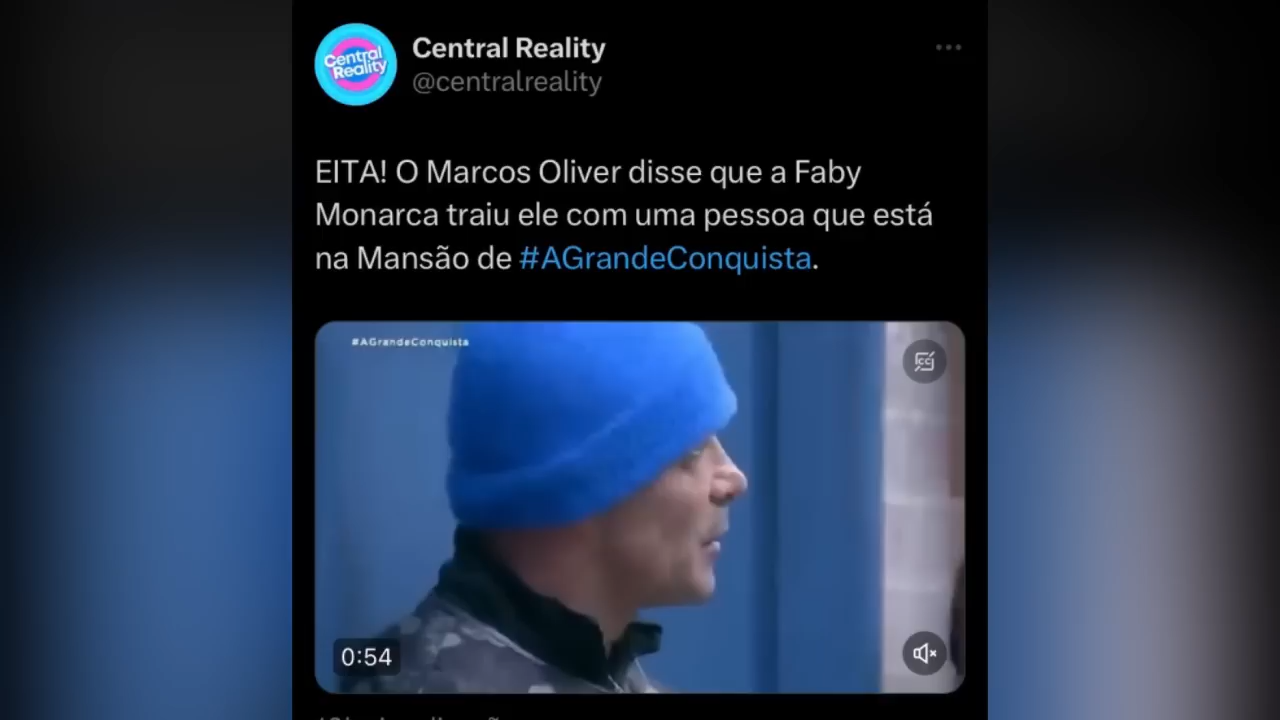 Central Reality
Central Reality
@centralreality
EITA! O Marcos Oliver disse que a Faby
Monarca traiu ele com uma pessoa que está
na Mansão de #AGrandeConquista.
#AGrandeConquista
CC
0:54